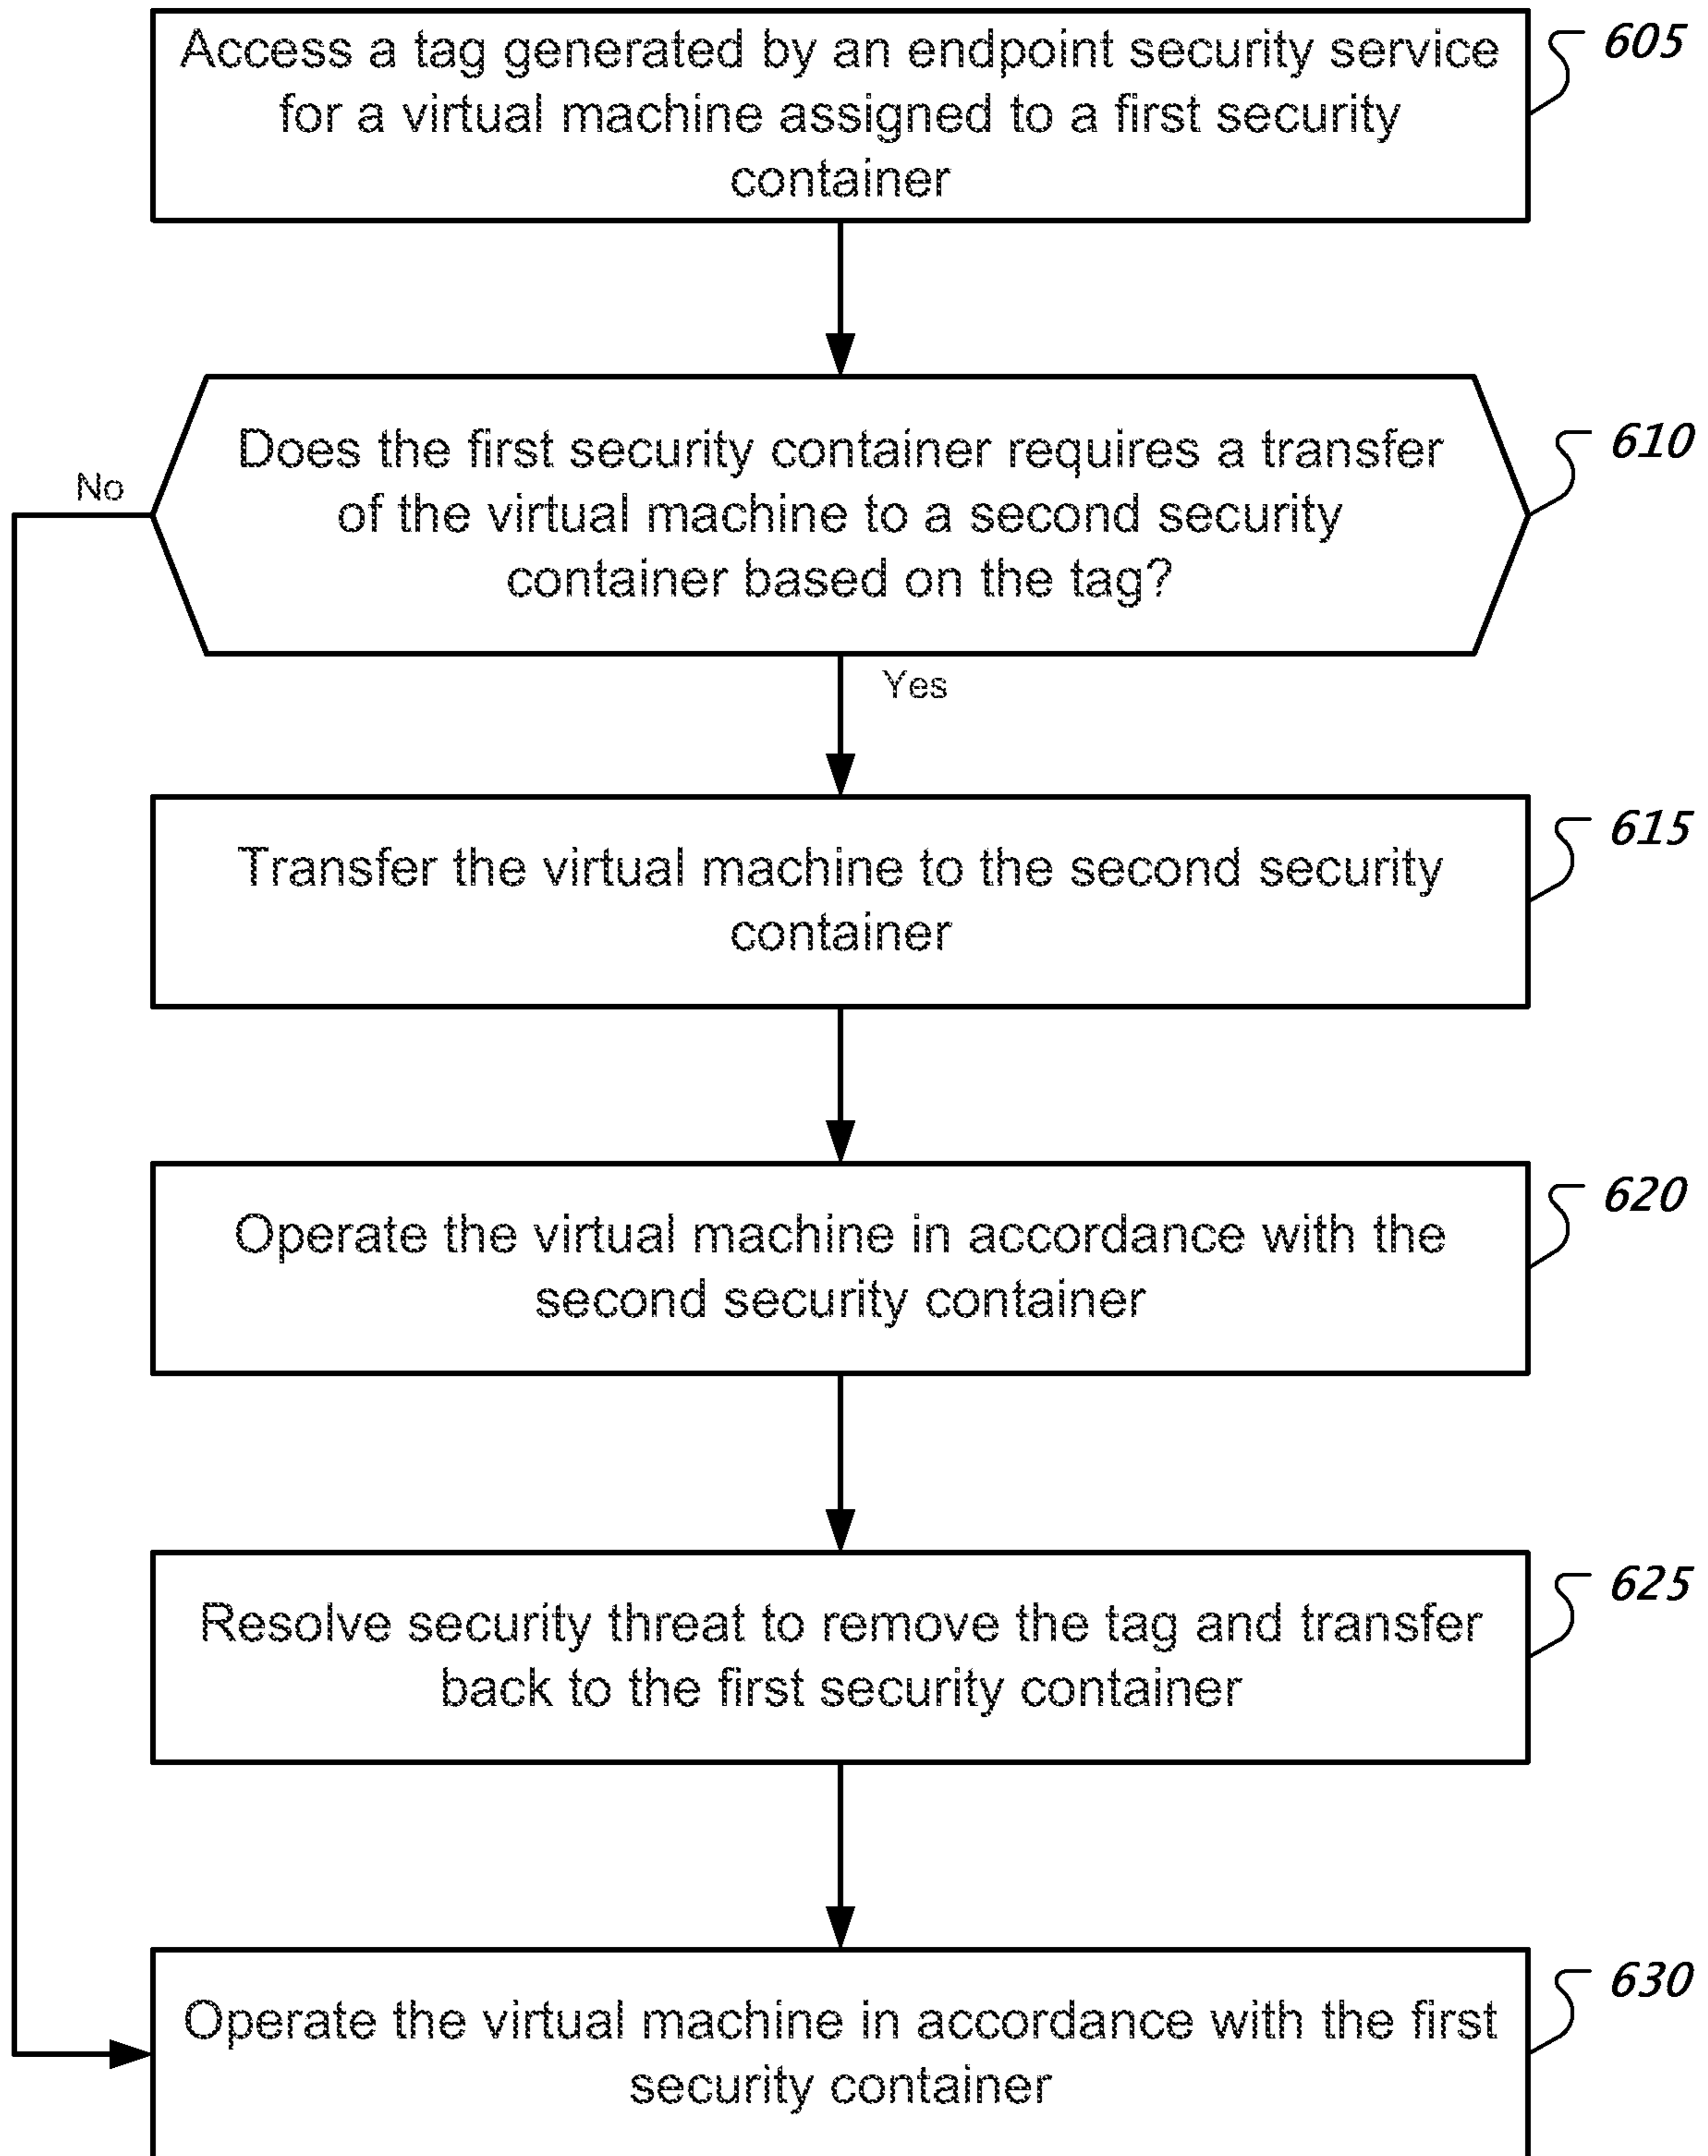 Access a tag generated by an endpoint security service
for a virtual machine assigned to a first security
container
605
Does the first security container requires a transfer
of the virtual machine to a second security
container based on the tag?
610
No
Yes
Transfer the virtual machine to the second security
container
615
Operate the virtual machine in accordance with the
second security container
620
Resolve security threat to remove the tag and transfer
back to the first security container
625
Operate the virtual machine in accordance with the first
security container
630